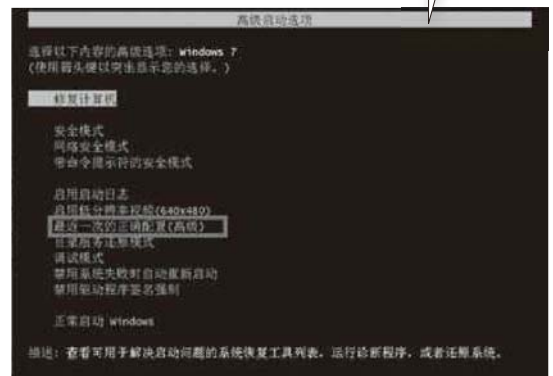 高级启动选项
选择以下内容的高级选项: Windows 7
(使用箭头键以突出显示您的选择。)
修复计算机
安全模式
网络安全模式
带命令提示符的安全模式
启用启动日志
启用低分辨率视频(640x480)
最近一次的正确配置(高级)
目录服务还原模式
调试模式
禁用系统失败时自动重新启动
禁用驱动程序签名强制
正常启动 Windows
描述: 查看可用于解决启动问题的系统恢复工具列表，运行诊断程序，或者还原系统。